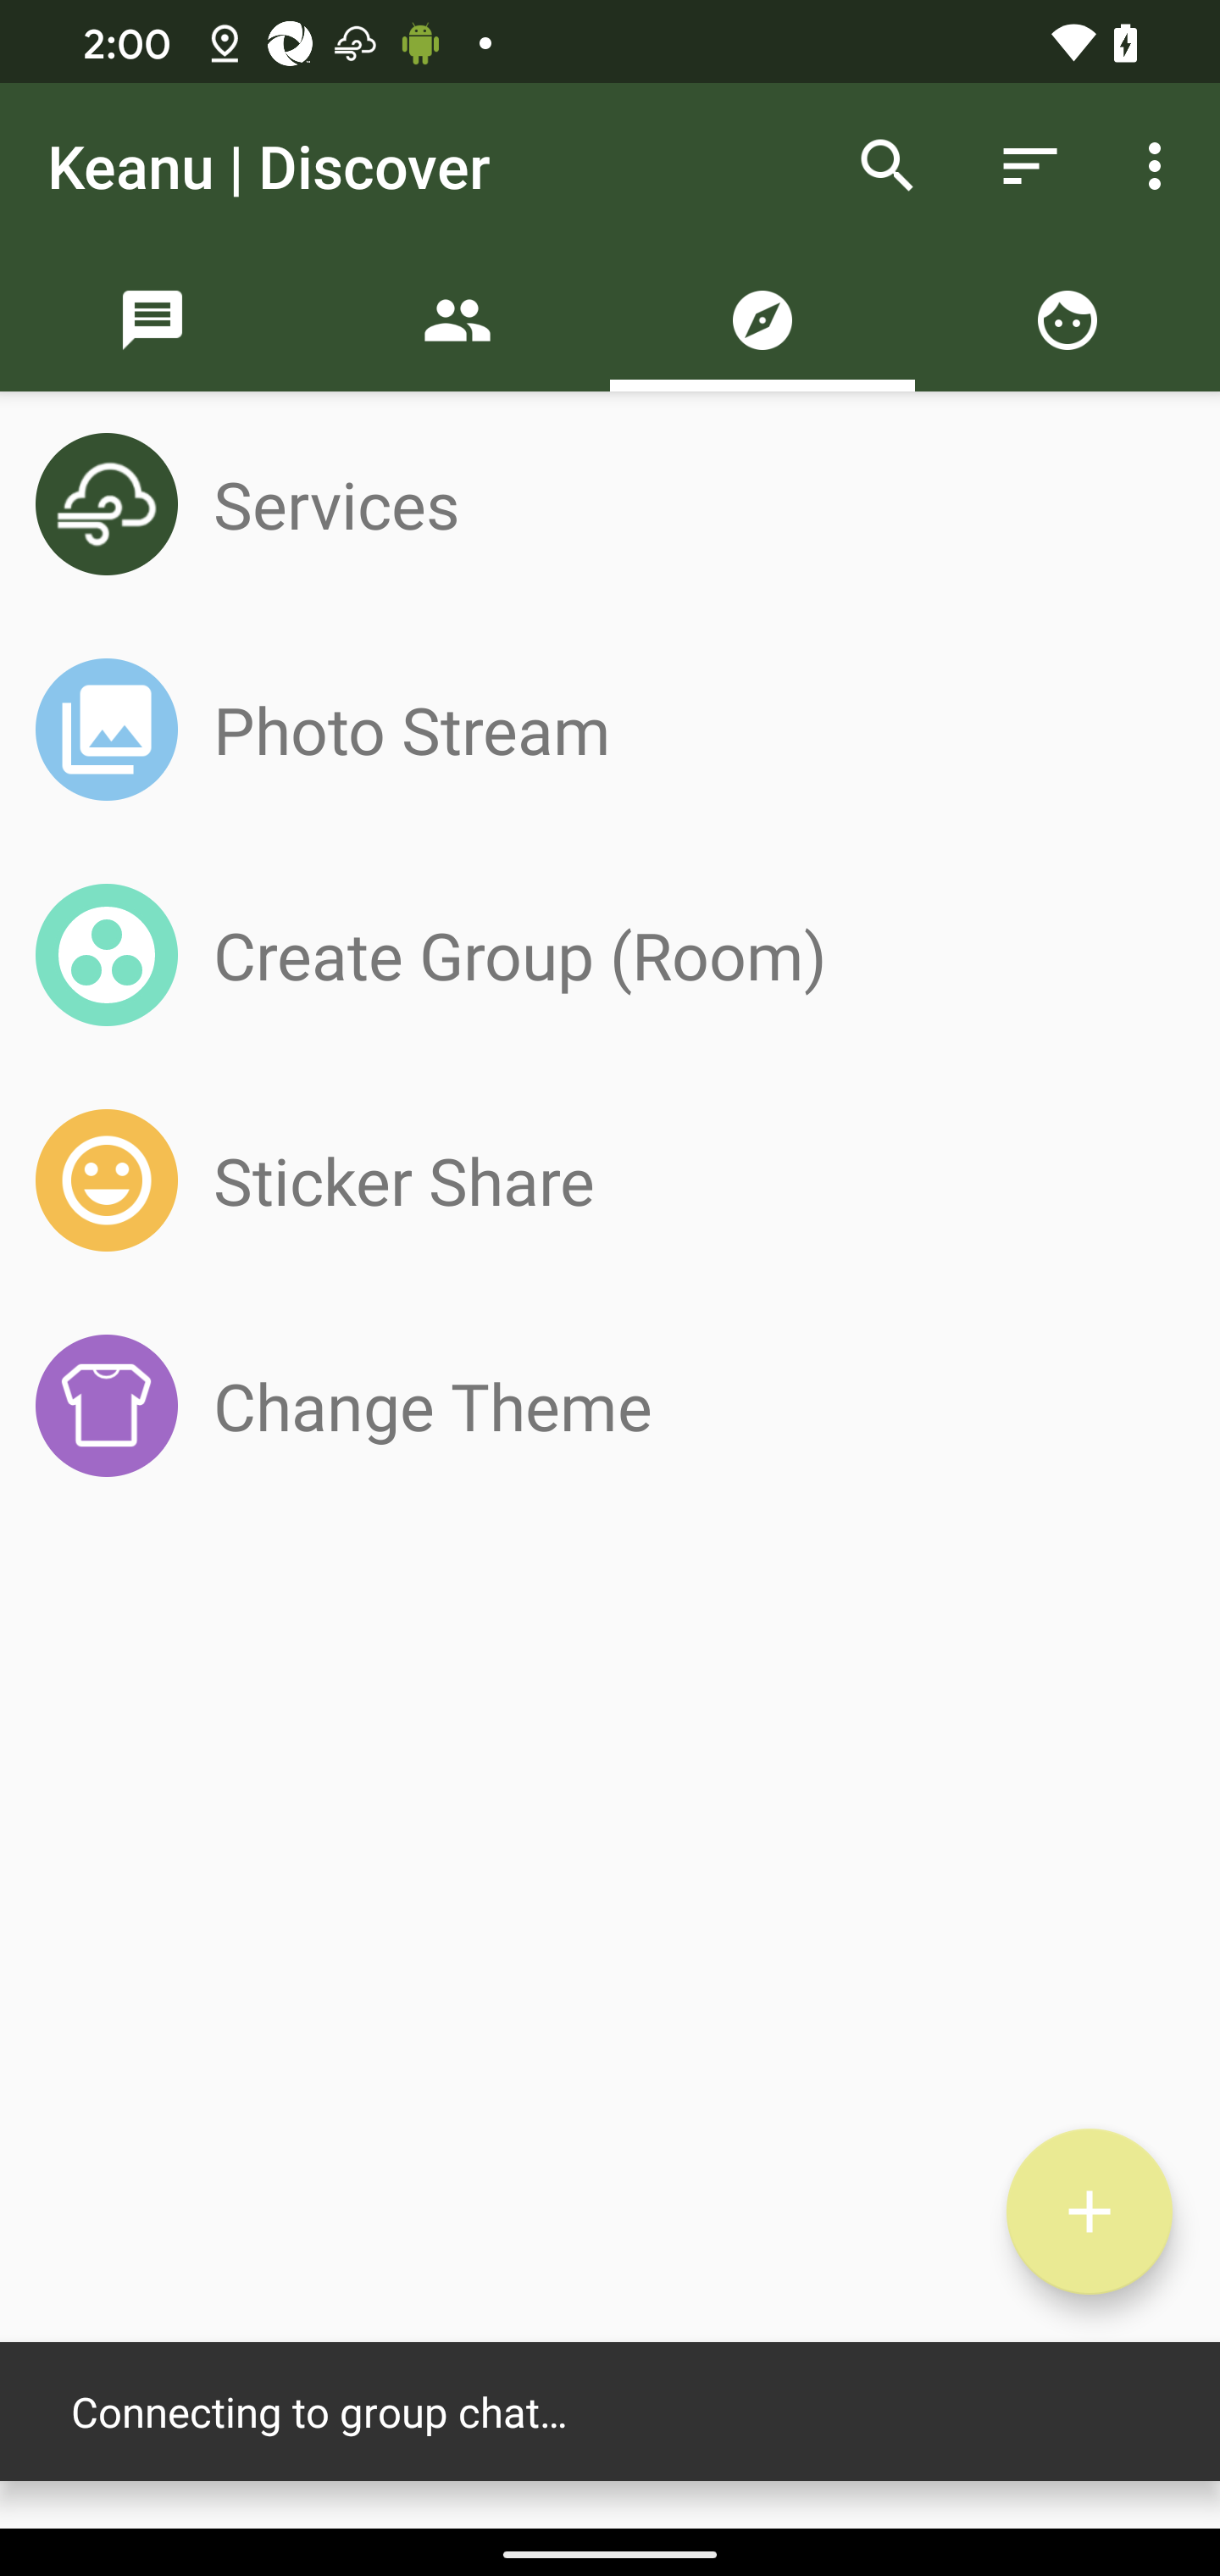 2:00
Keanu | Discover
Services
Photo Stream
Create Group (Room)
Sticker Share
Change Theme
Connecting to group chat…